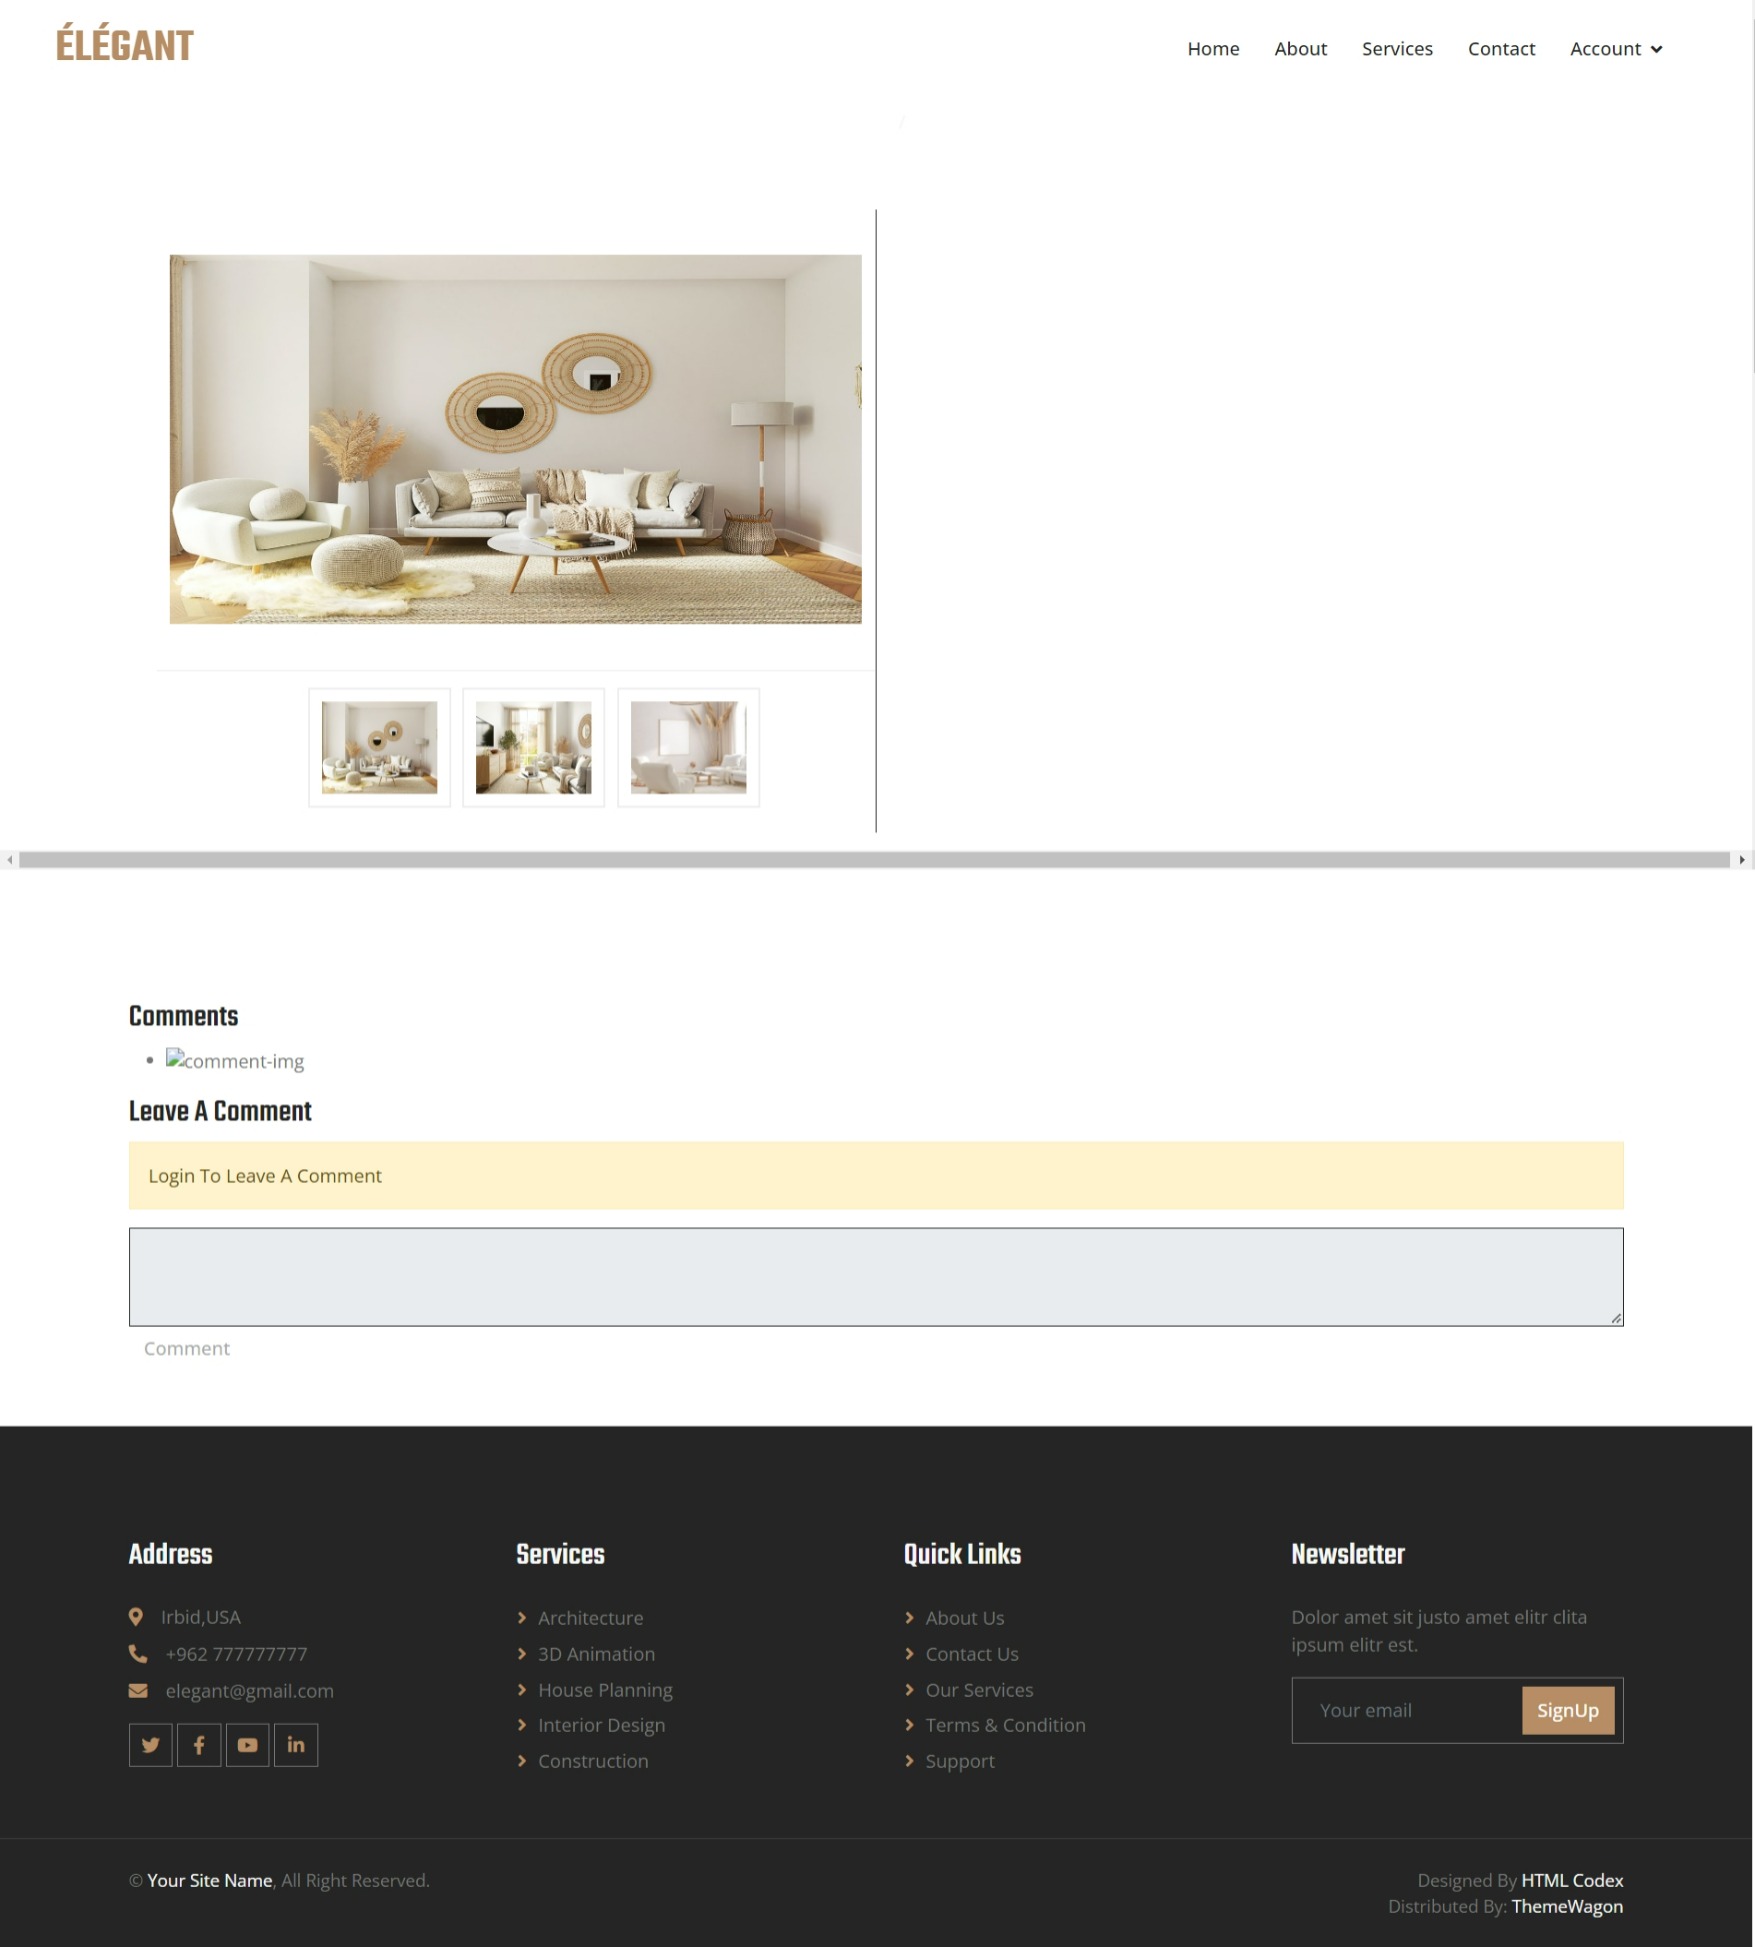 ÉLÉGANT
Home About Services Contact Account
/
Comments
comment-img
Leave A Comment
Login To Leave A Comment
Comment
Address
Irbid,USA
+962 777777777
elegant@gmail.com
Services
Architecture
3D Animation
House Planning
Interior Design
Construction
Quick Links
About Us
Contact Us
Our Services
Terms & Condition
Support
Newsletter
Dolor amet sit justo amet elitr clita
ipsum elitr est.
Your email SignUp
© Your Site Name, All Right Reserved.
Designed By HTML Codex
Distributed By: ThemeWagon